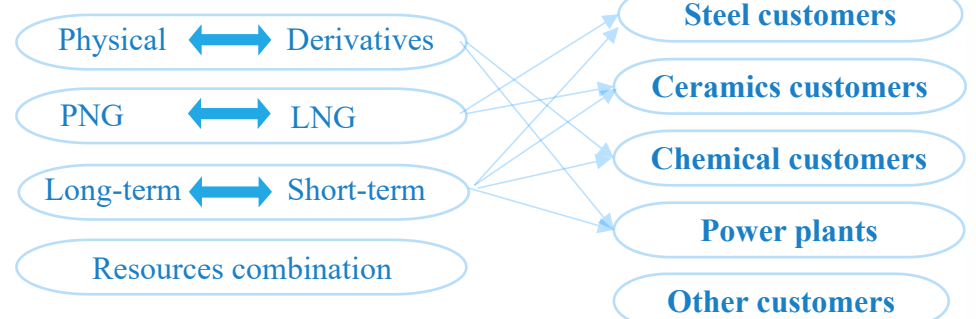 Physical Derivatives
PNG LNG
Long-term Short-term
Resources combination
Steel customers
Ceramics customers
Chemical customers
Power plants
Other customers